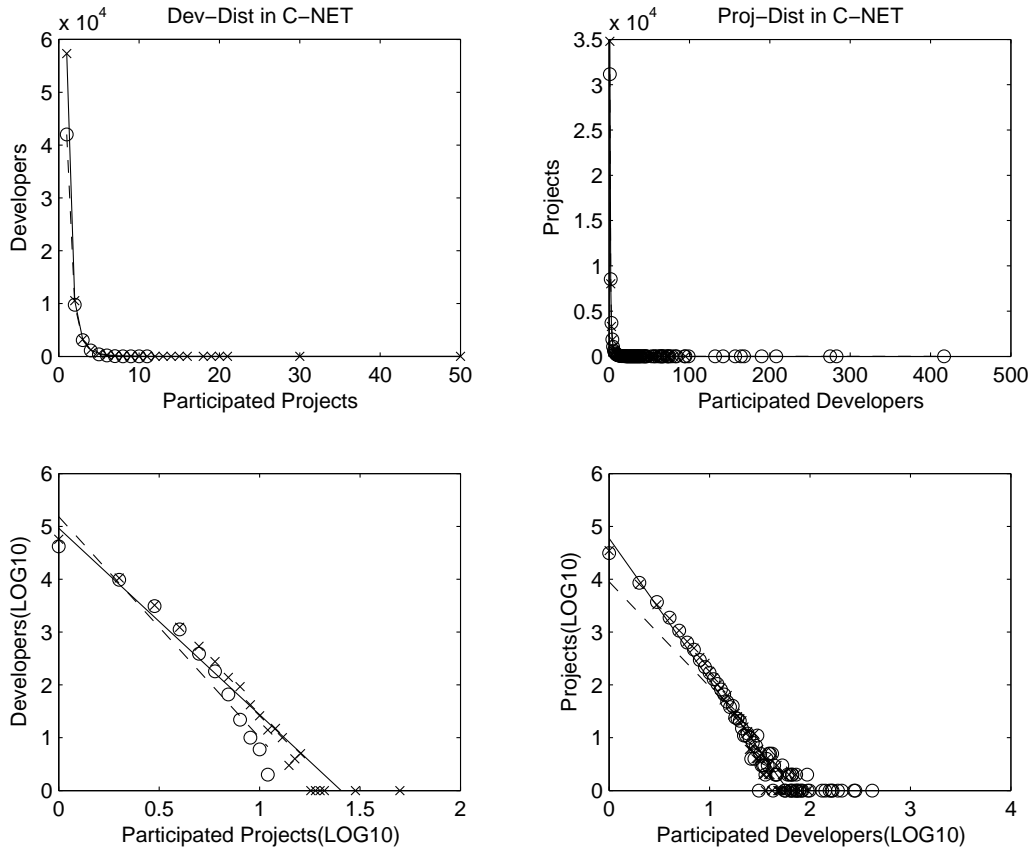 Dev−Dist in C−NET
x 10^4
6
5
4
3
2
1
0
0 10 20 30 40 50
Developers
Participated Projects
Proj−Dist in C−NET
x 10^4
3.5
3
2.5
2
1.5
1
0.5
0
0 100 200 300 400 500
Projects
Participated Developers
6
5
4
3
2
1
0
0 0.5 1 1.5 2
Developers(LOG10)
Participated Projects(LOG10)
6
5
4
3
2
1
0
0 1 2 3 4
Projects(LOG10)
Participated Developers(LOG10)